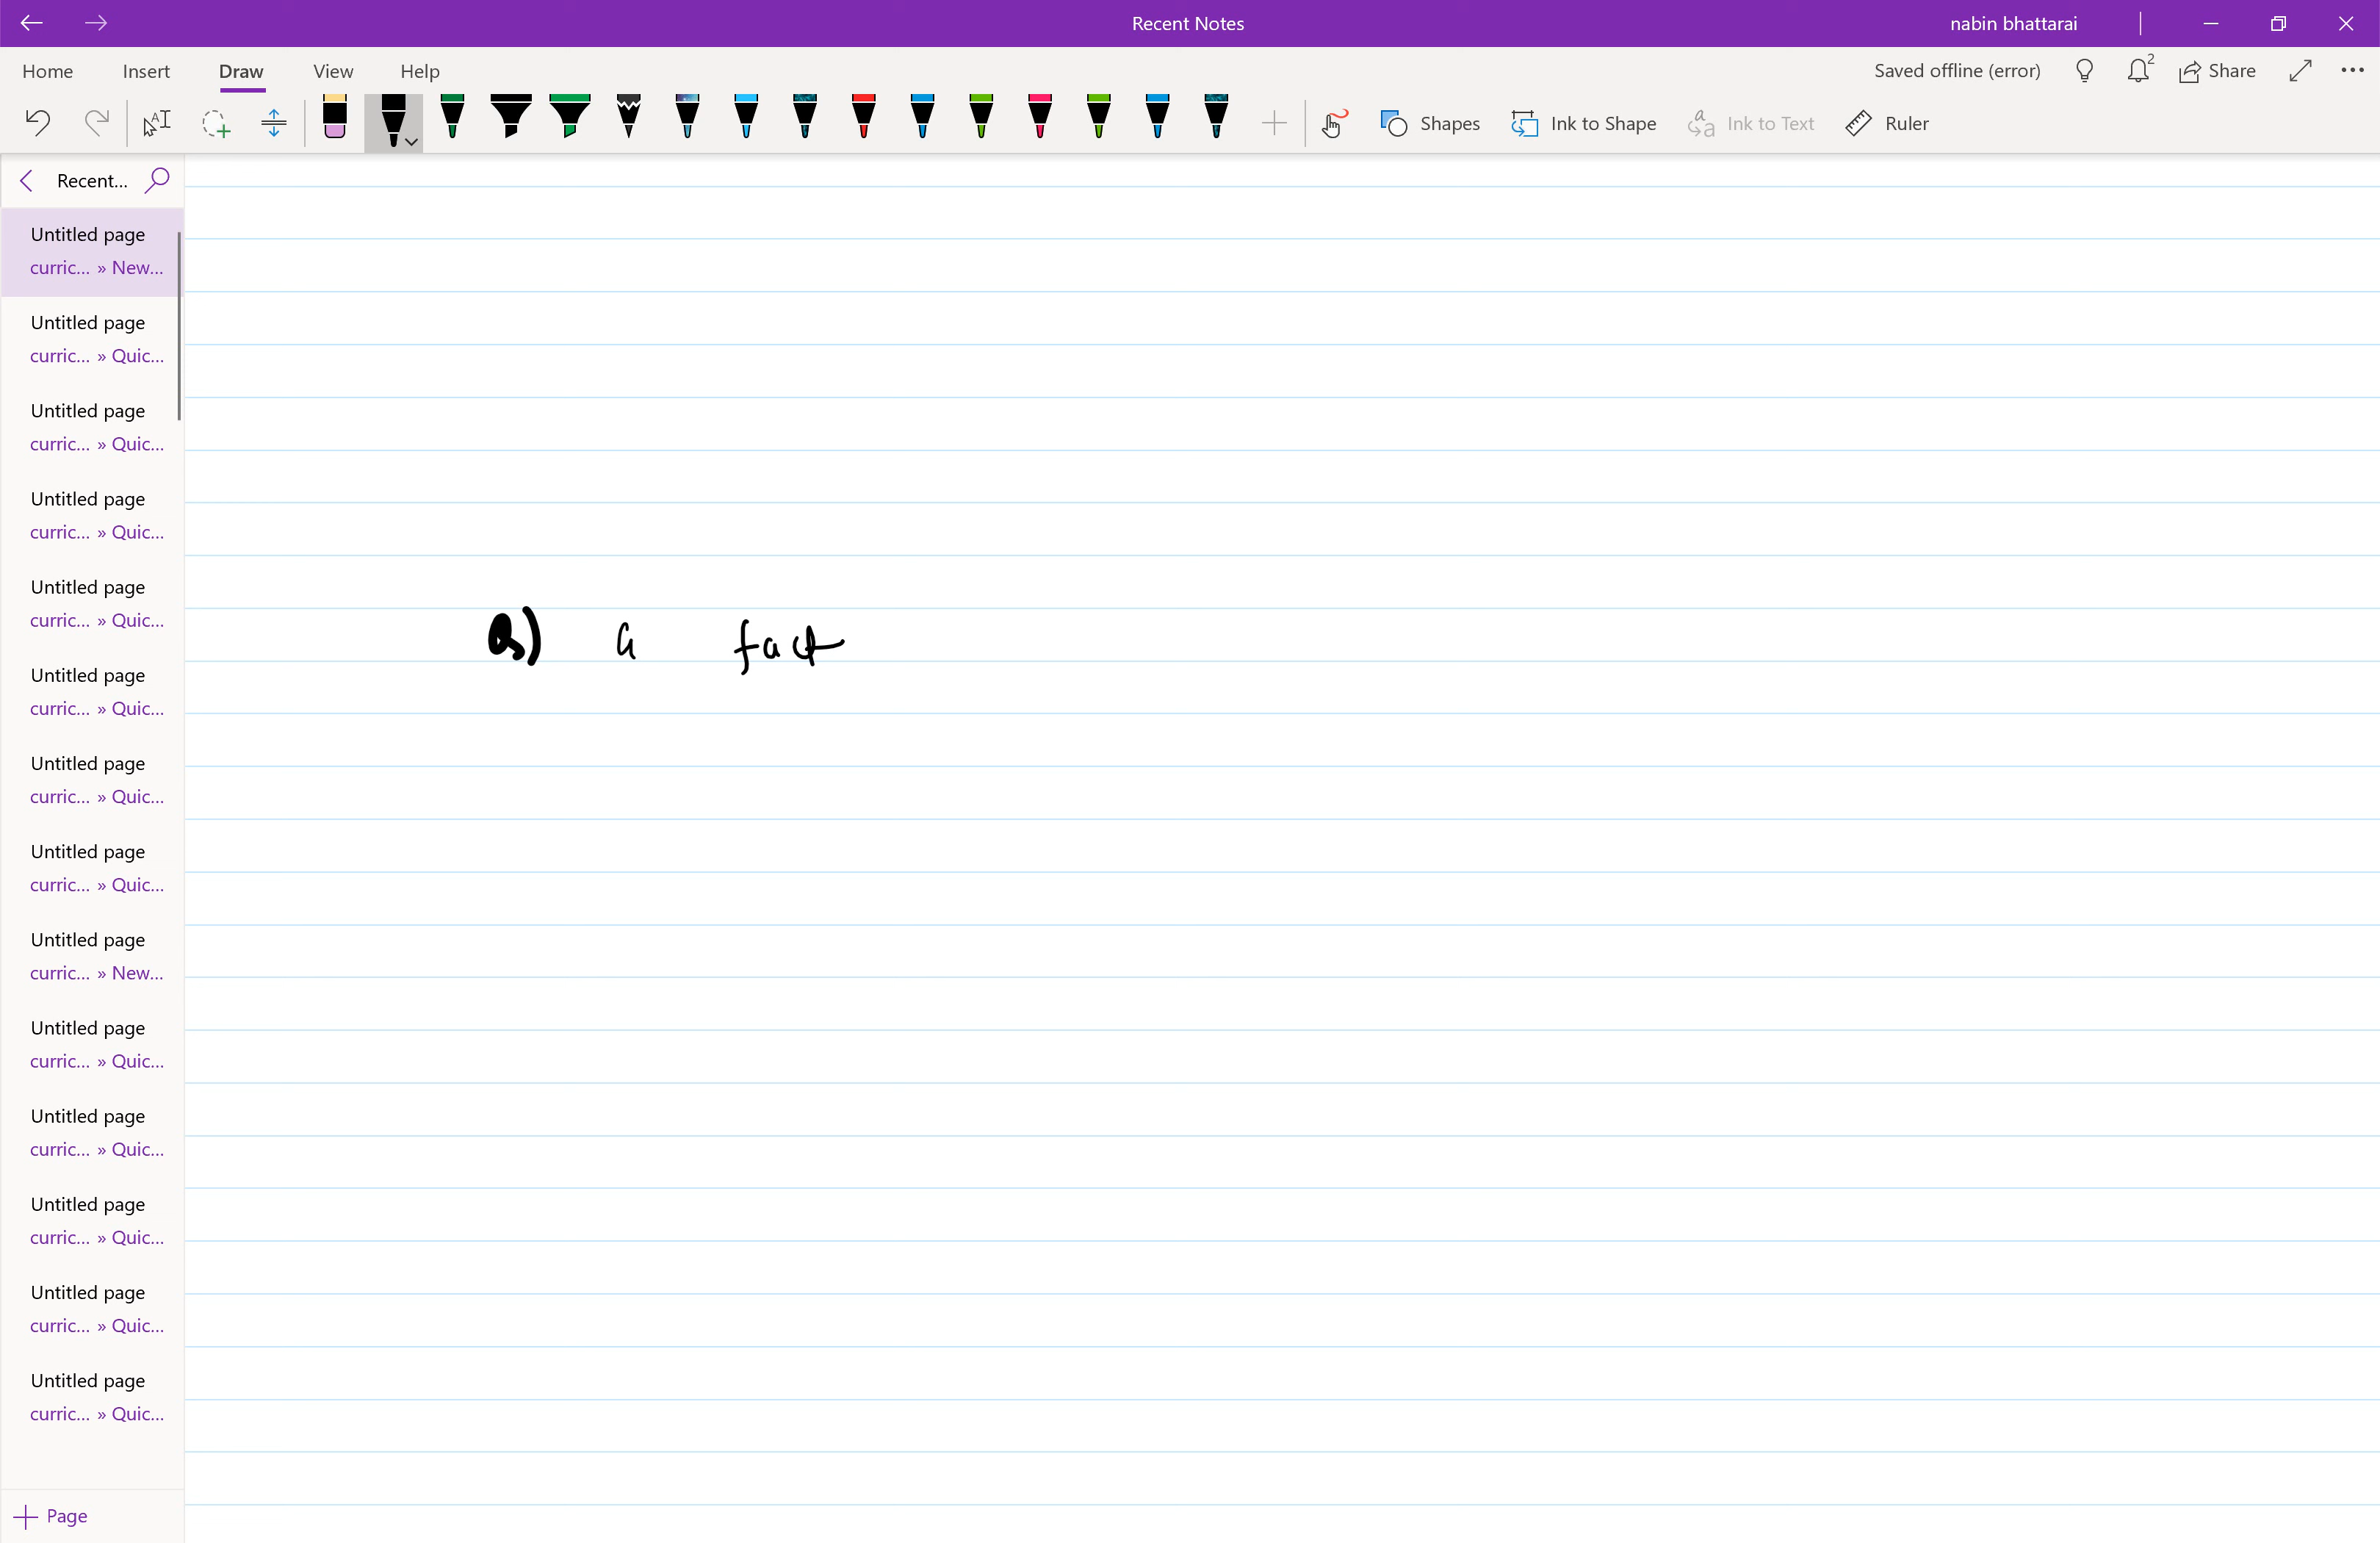 Recent Notes
nabin bhattarai
Home Insert Draw View Help
Saved offline (error) 2 Share
Shapes Ink to Shape Ink to Text Ruler
Recent...
Untitled page
curric... » New...
Untitled page
curric... » Quic...
Untitled page
curric... » Quic...
Untitled page
curric... » Quic...
Untitled page
curric... » Quic...
Untitled page
curric... » Quic...
Untitled page
curric... » Quic...
Untitled page
curric... » Quic...
Untitled page
curric... » New...
Untitled page
curric... » Quic...
Untitled page
curric... » Quic...
Untitled page
curric... » Quic...
Untitled page
curric... » Quic...
Untitled page
curric... » Quic...
Page
a fact